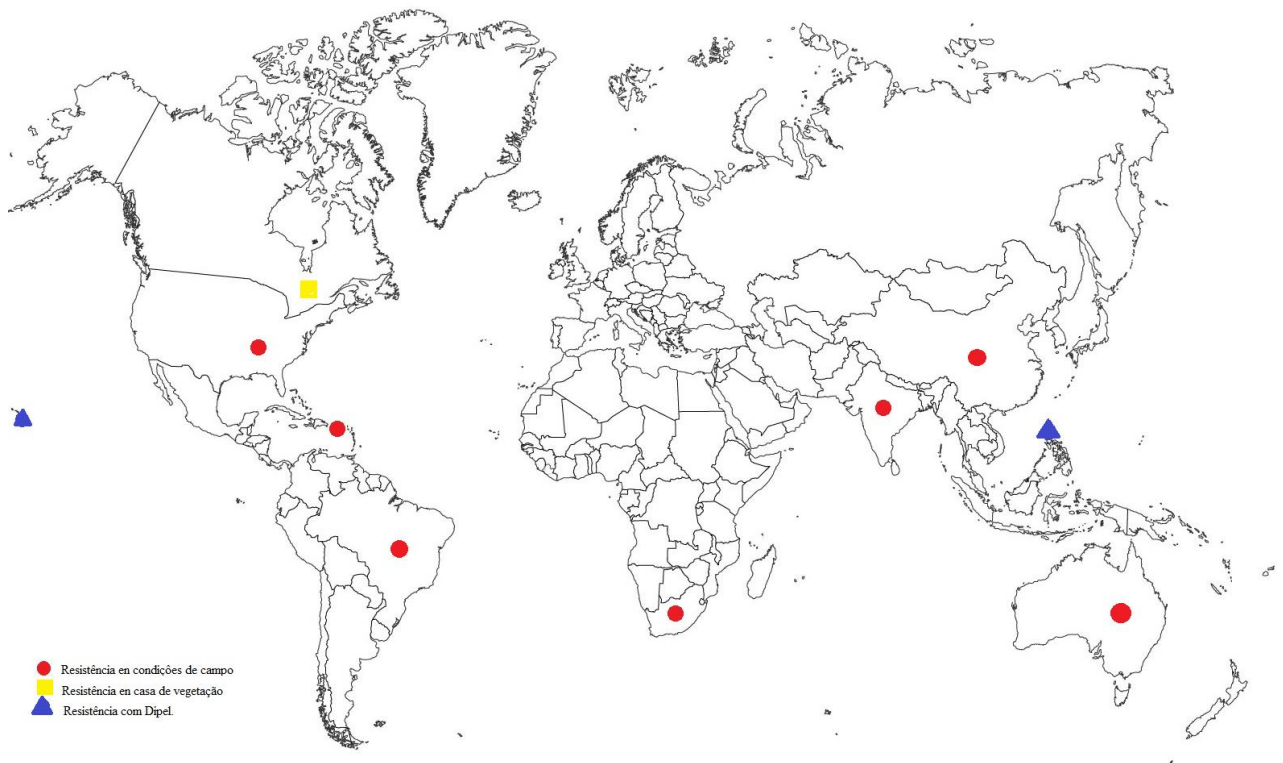 Resistência en condições de campo
Resistência en casa de vegetação
Resistência com Dipel.